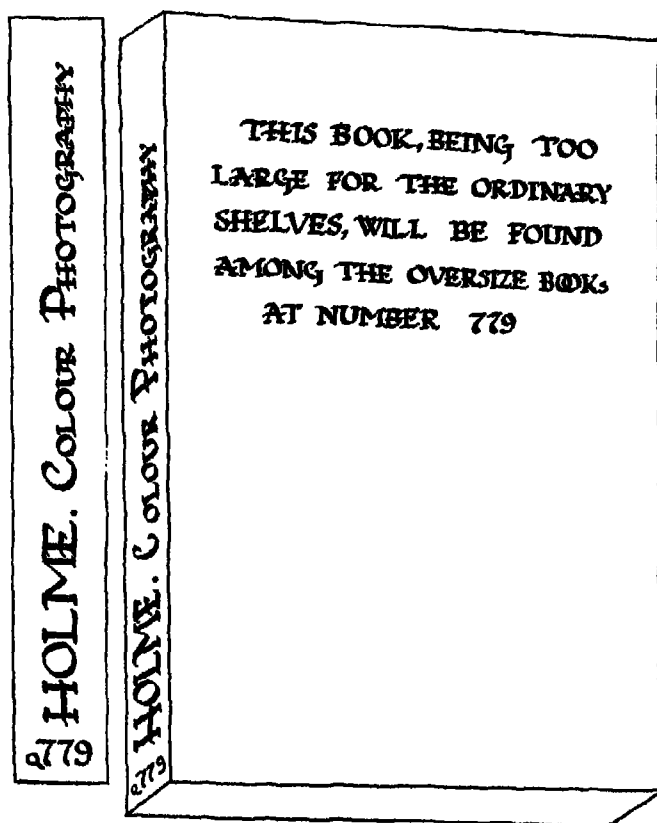 HOLME. COLOUR PHOTOGRAPHY
Q779
HOLME. COLOUR PHOTOGRAPHY
Q779
THIS BOOK, BEING TOO
LARGE FOR THE ORDINARY
SHELVES, WILL BE FOUND
AMONG THE OVERSIZE BOOKS
AT NUMBER 779